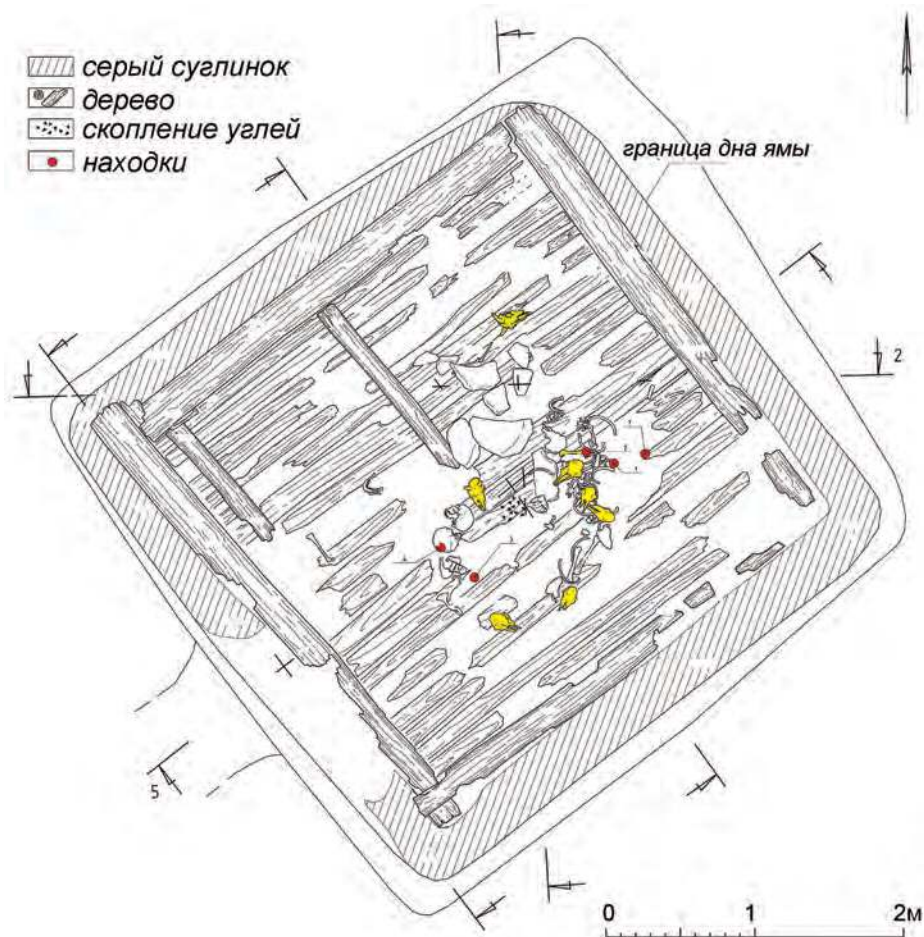 серый суглинок
дерево
скопление углей
находки
граница дна ямы
2
5
0 1 2м